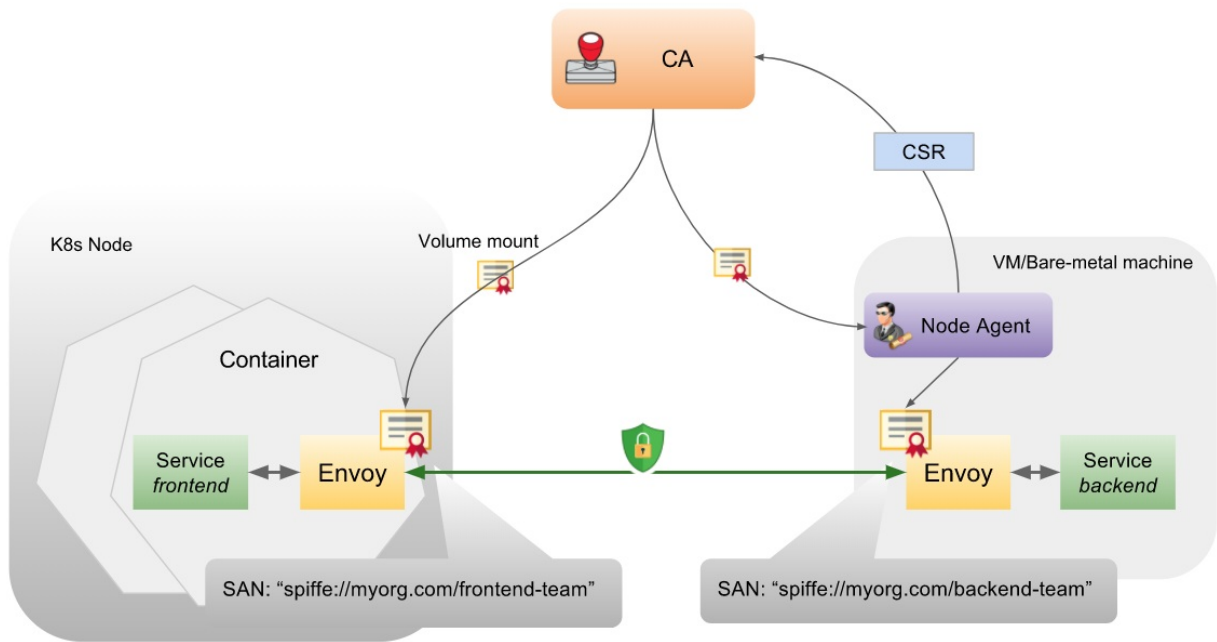 CA
CSR
K8s Node
Volume mount
VM/Bare-metal machine
Node Agent
Container
Service
frontend
Envoy
Envoy
Service
backend
SAN: “spiffe://myorg.com/frontend-team”
SAN: “spiffe://myorg.com/backend-team”